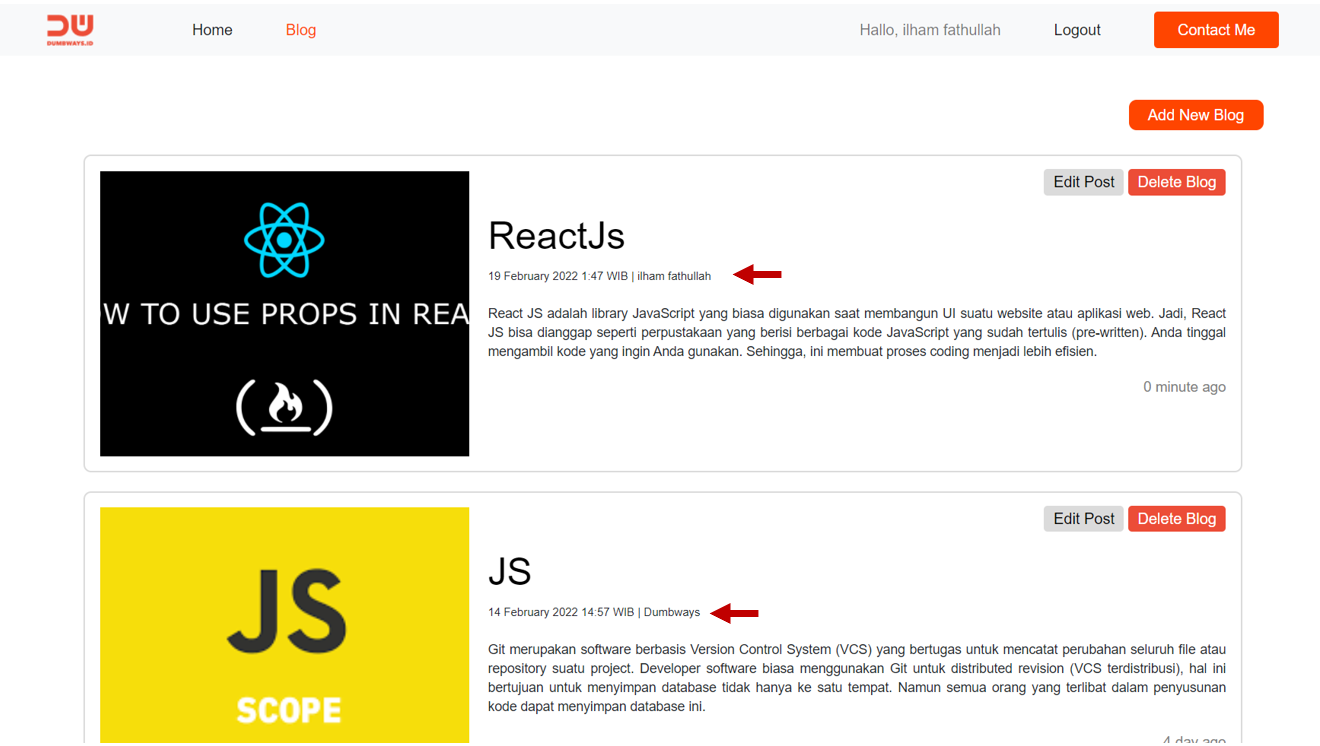 DUMBWAYS.ID
Home
Blog
Hallo, ilham fathullah
Logout
Contact Me
Add New Blog
Edit Post
Delete Blog
W TO USE PROPS IN REA
ReactJs
19 February 2022 1:47 WIB | ilham fathullah
React JS adalah library JavaScript yang biasa digunakan saat membangun UI suatu website atau aplikasi web. Jadi, React
JS bisa dianggap seperti perpustakaan yang berisi berbagai kode JavaScript yang sudah tertulis (pre-written). Anda tinggal
mengambil kode yang ingin Anda gunakan. Sehingga, ini membuat proses coding menjadi lebih efisien.
0 minute ago
Edit Post
Delete Blog
JS
SCOPE
JS
14 February 2022 14:57 WIB | Dumbways
Git merupakan software berbasis Version Control System (VCS) yang bertugas untuk mencatat perubahan seluruh file atau
repository suatu project. Developer software biasa menggunakan Git untuk distributed revision (VCS terdistribusi), hal ini
bertujuan untuk menyimpan database tidak hanya ke satu tempat. Namun semua orang yang terlibat dalam penyusunan
kode dapat menyimpan database ini.
4 day ago